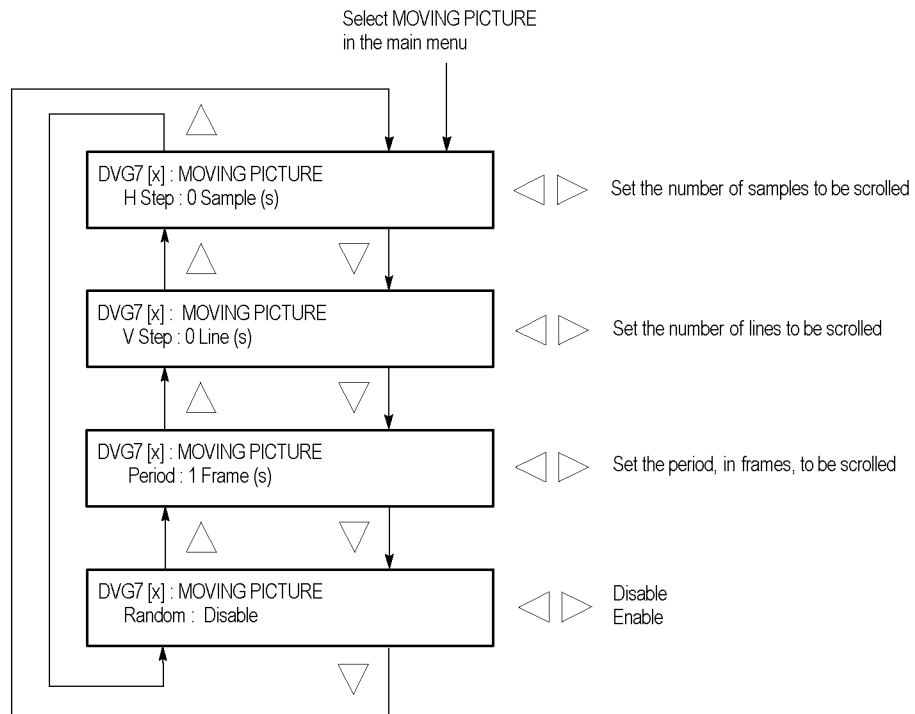 Select MOVING PICTURE
in the main menu
DVG7 [x] : MOVING PICTURE
H Step : 0 Sample (s)
Set the number of samples to be scrolled
DVG7 [x] : MOVING PICTURE
V Step : 0 Line (s)
Set the number of lines to be scrolled
DVG7 [x] : MOVING PICTURE
Period : 1 Frame (s)
Set the period, in frames, to be scrolled
DVG7 [x] : MOVING PICTURE
Random : Disable
Disable
Enable